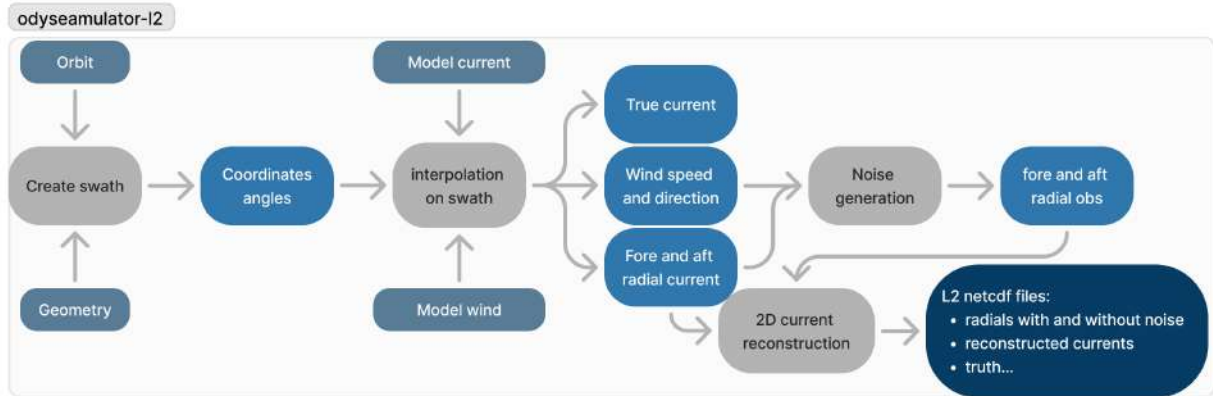 odyseamulator-l2
Orbit
Model current
True current
Create swath
Coordinates
angles
interpolation
on swath
Wind speed
and direction
Noise
generation
fore and aft
radial obs
Fore and aft
radial current
Geometry
Model wind
2D current
reconstruction
L2 netcdf files:
• radials with and without noise
• reconstructed currents
• truth...